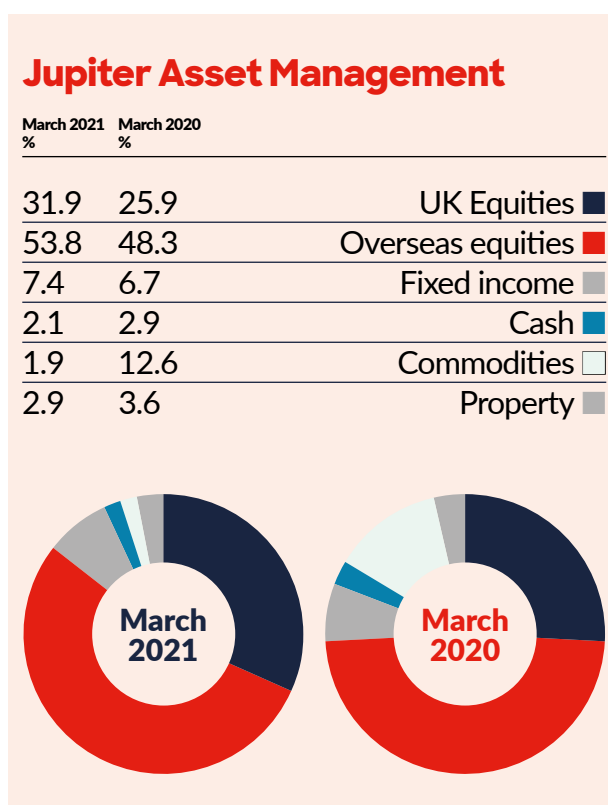 Jupiter Asset Management
March 2021 March 2020
% %
31.9 25.9 UK Equities
53.8 48.3 Overseas equities
7.4 6.7 Fixed income
2.1 2.9 Cash
1.9 12.6 Commodities
2.9 3.6 Property
March
2021
March
2020